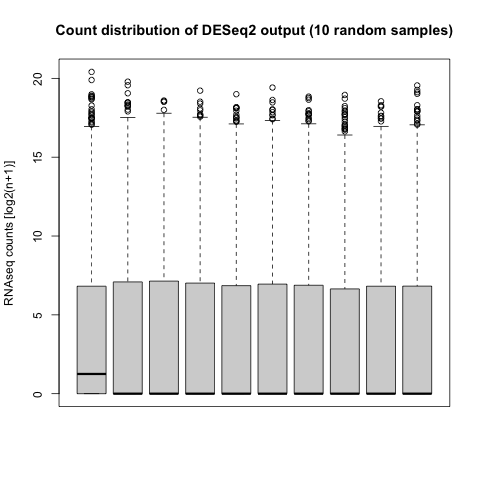 Count distribution of DESeq2 output (10 random samples)
RNAseq counts [log2(n+1)]
20
15
10
5
0